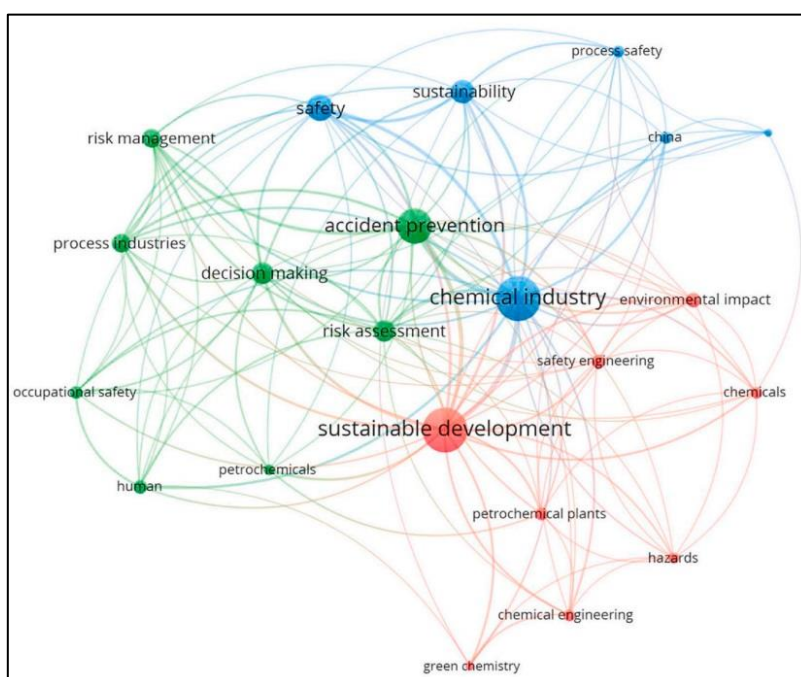 process safety
sustainability
safety
risk management
china
accident prevention
process industries
decision making
chemical industry
environmental impact
risk assessment
safety engineering
occupational safety
chemicals
sustainable development
petrochemicals
human
petrochemical plants
hazards
chemical engineering
green chemistry